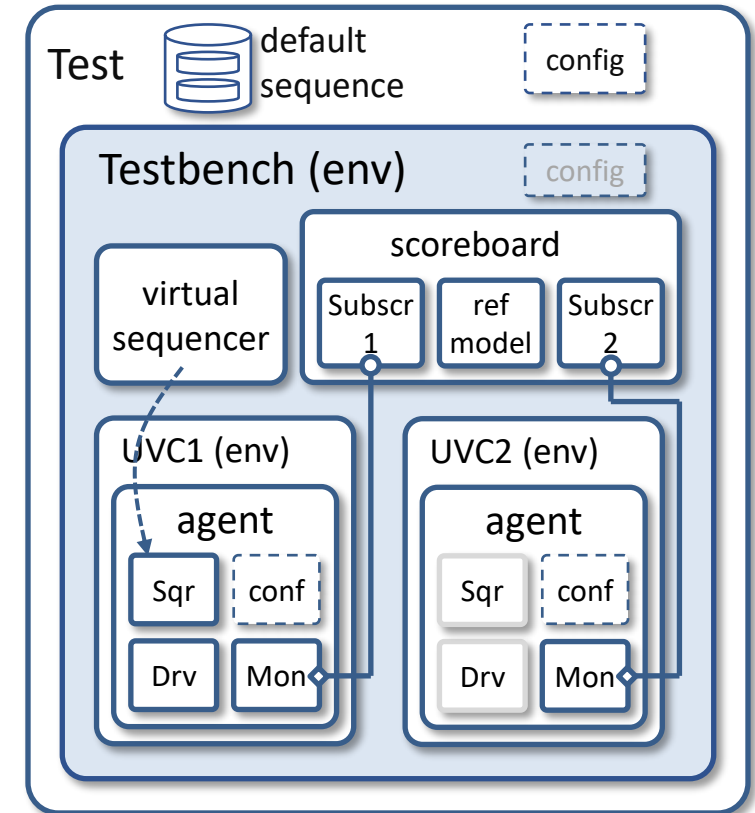 Test
default
sequence
config
Testbench (env)
config
virtual
sequencer
scoreboard
Subscr
1
ref
model
Subscr
2
UVC1 (env)
agent
Sqr
conf
Drv
Mon
UVC2 (env)
agent
Sqr
conf
Drv
Mon